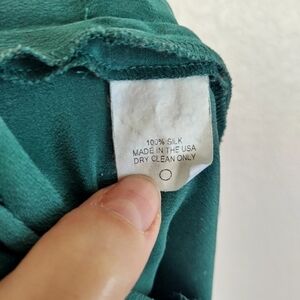 100% SILK
MADE IN THE USA
DRY CLEAN ONLY